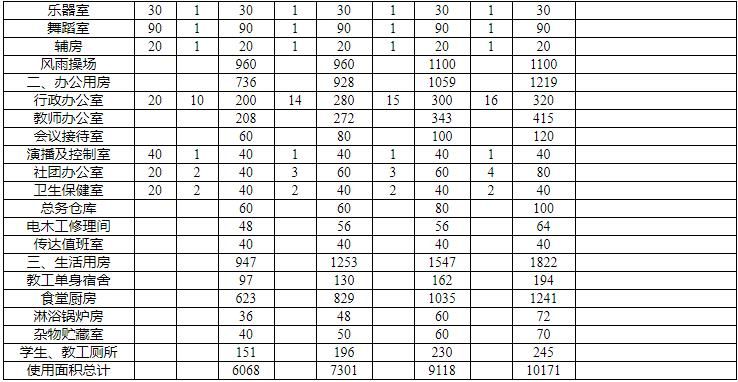 乐器室 30 1 30 1 30 1 30 1 30
舞蹈室 90 1 90 1 90 1 90 1 90
辅房 20 1 20 1 20 1 20 1 20
风雨操场 960 960 1100 1100
二、办公用房 736 928 1059 1219
行政办公室 20 10 200 14 280 15 300 16 320
教师办公室 208 272 343 415
会议接待室 60 80 100 120
演播及控制室 40 1 40 1 40 1 40 1 40
社团办公室 20 2 40 3 60 3 60 4 80
卫生保健室 20 2 40 2 40 2 40 2 40
总务仓库 60 60 80 100
电木工修理间 48 56 56 64
传达值班室 40 40 40 40
三、生活用房 947 1253 1547 1822
教工单身宿舍 97 130 162 194
食堂厨房 623 829 1035 1241
淋浴锅炉房 36 48 60 72
杂物贮藏室 40 50 60 70
学生、教工厕所 151 196 230 245
使用面积总计 6068 7301 9118 10171